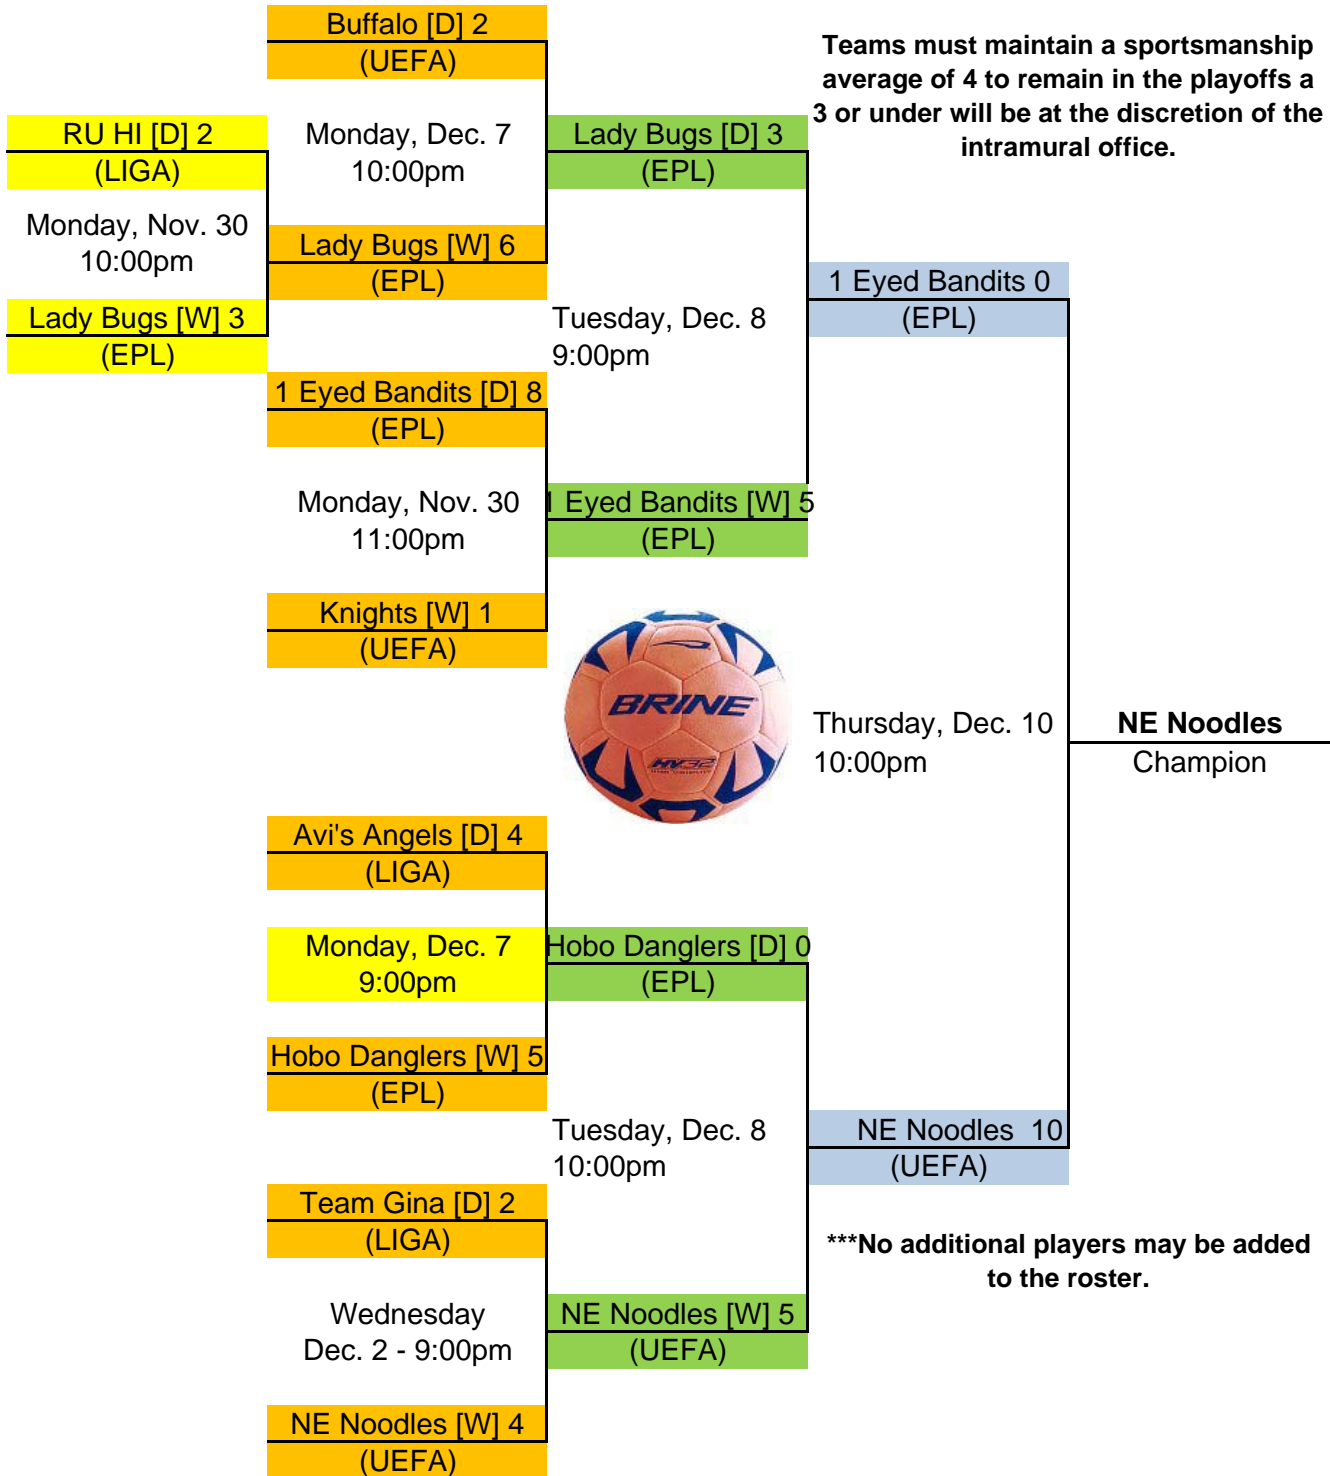 Buffalo [D] 2
(UEFA)
Teams must maintain a sportsmanship
average of 4 to remain in the playoffs a
3 or under will be at the discretion of the
intramural office.
RU HI [D] 2
(LIGA)
Monday, Dec. 7
10:00pm
Lady Bugs [D] 3
(EPL)
Monday, Nov. 30
10:00pm
Lady Bugs [W] 6
(EPL)
1 Eyed Bandits 0
(EPL)
Lady Bugs [W] 3
(EPL)
Tuesday, Dec. 8
9:00pm
1 Eyed Bandits [D] 8
(EPL)
Monday, Nov. 30
11:00pm
1 Eyed Bandits [W] 5
(EPL)
Knights [W] 1
(UEFA)
BRINE
HV32
Thursday, Dec. 10
10:00pm
NE Noodles
Champion
Avi's Angels [D] 4
(LIGA)
Monday, Dec. 7
9:00pm
Hobo Danglers [D] 0
(EPL)
Hobo Danglers [W] 5
(EPL)
Tuesday, Dec. 8
10:00pm
NE Noodles  10
(UEFA)
Team Gina [D] 2
(LIGA)
***No additional players may be added
to the roster.
Wednesday
Dec. 2 - 9:00pm
NE Noodles [W] 5
(UEFA)
NE Noodles [W] 4
(UEFA)